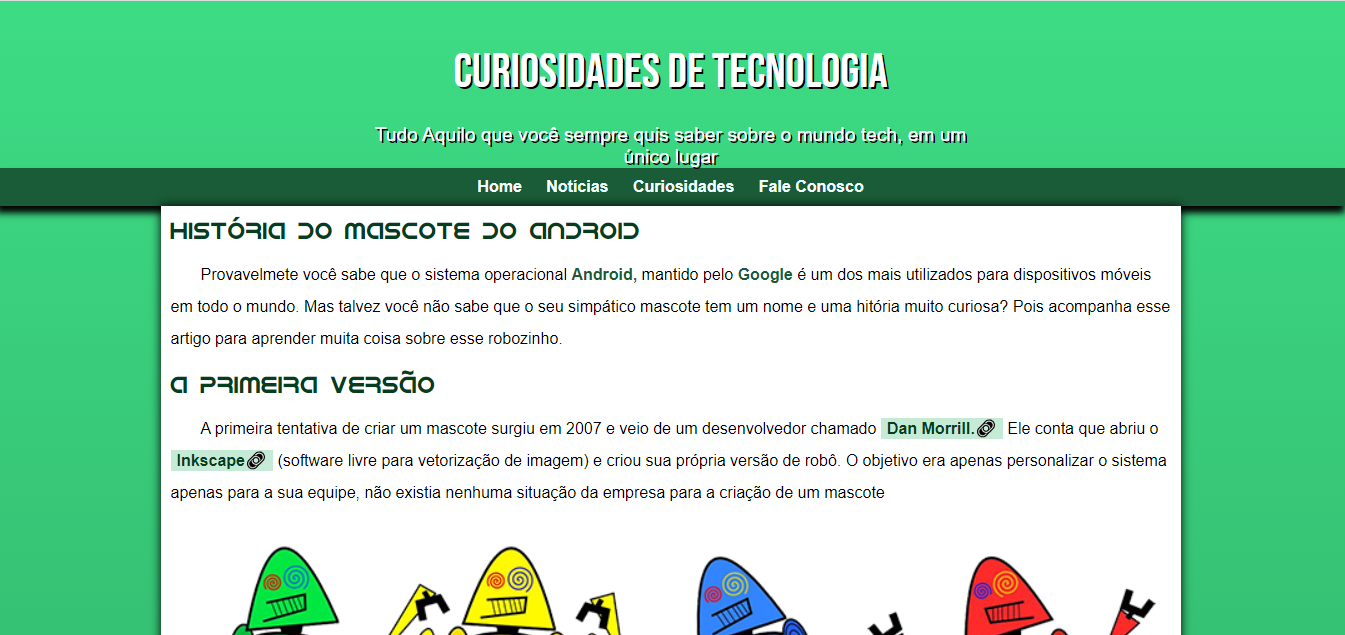 CURIOSIDADES DE TECNOLOGIA
Tudo Aquilo que você sempre quis saber sobre o mundo tech, em um
único lugar
Home Notícias Curiosidades Fale Conosco
HISTÓRIA DO MASCOTE DO ANDROID
Provavelmete você sabe que o sistema operacional Android, mantido pelo Google é um dos mais utilizados para dispositivos móveis
em todo o mundo. Mas talvez você não sabe que o seu simpático mascote tem um nome e uma hitória muito curiosa? Pois acompanha esse
artigo para aprender muita coisa sobre esse robozinho.
A PRIMEIRA VERSÃO
A primeira tentativa de criar um mascote surgiu em 2007 e veio de um desenvolvedor chamado Dan Morrill. Ele conta que abriu o
Inkscape (software livre para vetorização de imagem) e criou sua própria versão de robô. O objetivo era apenas personalizar o sistema
apenas para a sua equipe, não existia nenhuma situação da empresa para a criação de um mascote